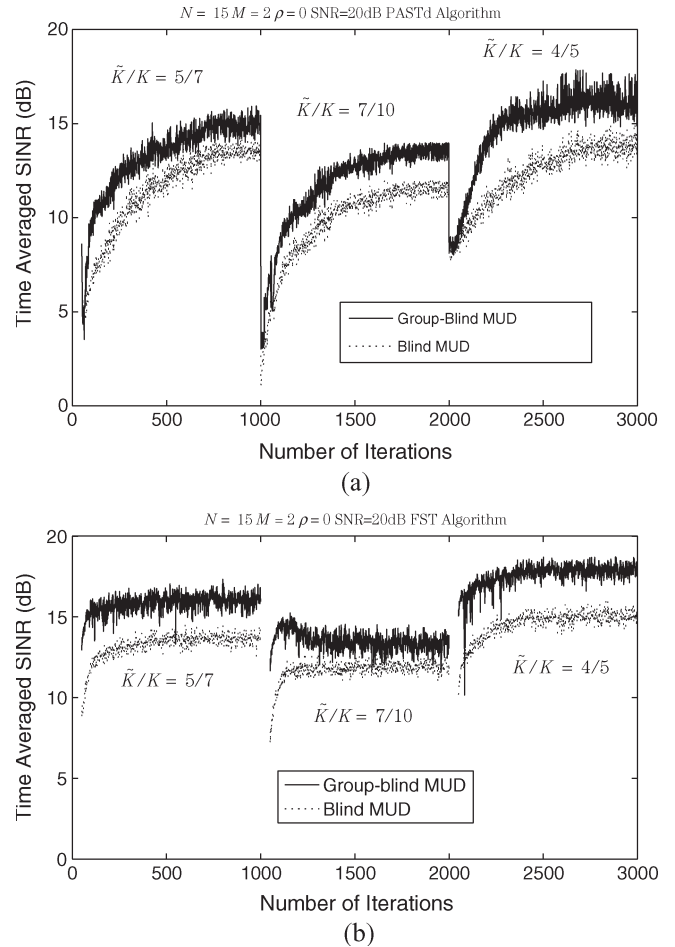 N = 15 M = 2 ρ = 0 SNR=20dB PASTd Algorithm
20
15
10
5
0
Time Averaged SINR (dB)
K̃/K = 5/7
K̃/K = 7/10
K̃/K = 4/5
Group-Blind MUD
Blind MUD
0 500 1000 1500 2000 2500 3000
Number of Iterations
(a)
N = 15 M = 2 ρ = 0 SNR=20dB FST Algorithm
20
15
10
5
0
Time Averaged SINR (dB)
K̃/K = 5/7
K̃/K = 7/10
K̃/K = 4/5
Group-blind MUD
Blind MUD
0 500 1000 1500 2000 2500 3000
Number of Iterations
(b)